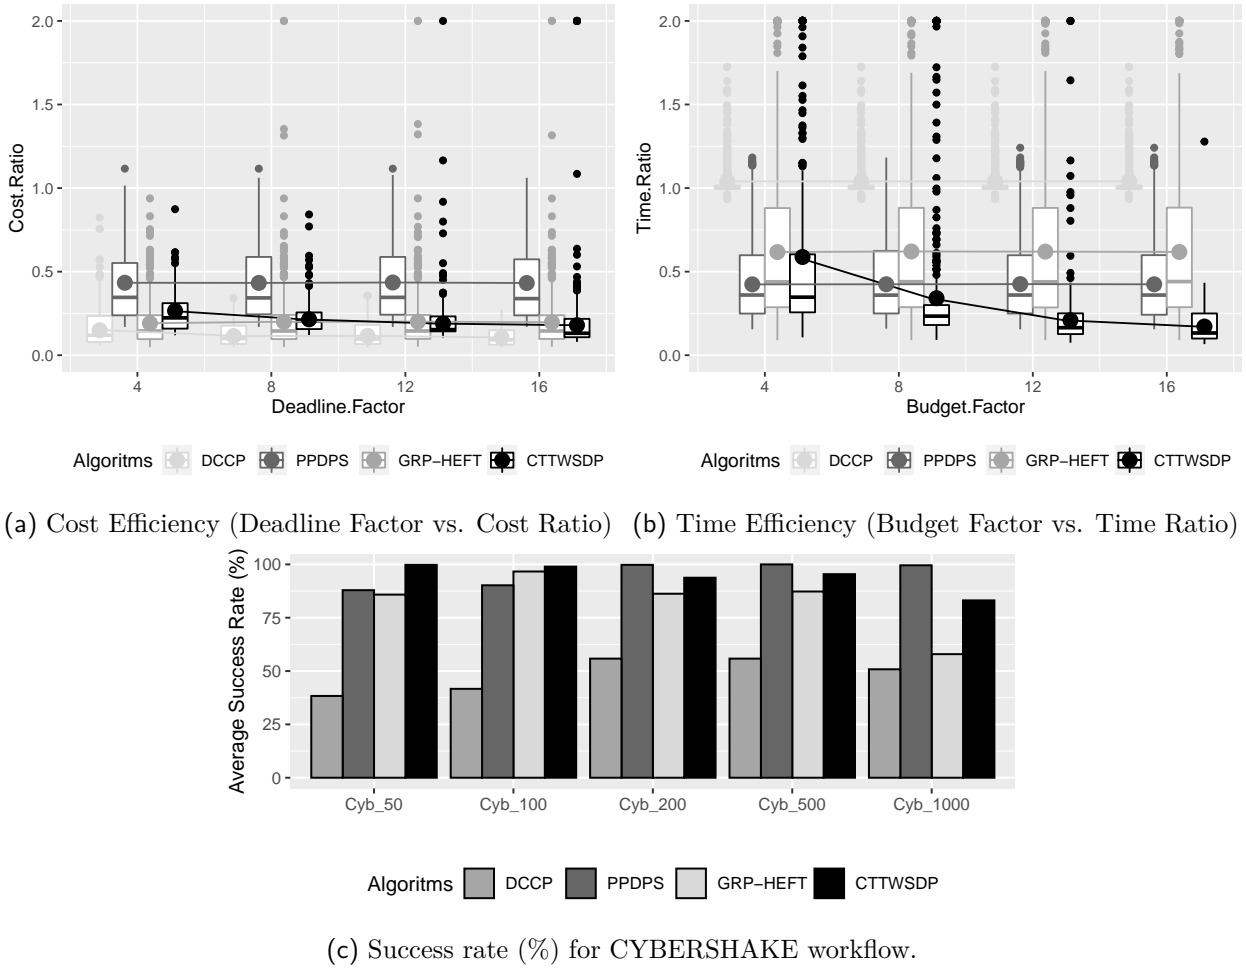 2.0
1.5
1.0
0.5
0.0
Cost.Ratio
4 8 12 16
Deadline.Factor
Algoritms DCCP PPDPS GRP−HEFT CTTWSDP
(a) Cost Efficiency (Deadline Factor vs. Cost Ratio)
2.0
1.5
1.0
0.5
0.0
Time.Ratio
4 8 12 16
Budget.Factor
Algoritms DCCP PPDPS GRP−HEFT CTTWSDP
(b) Time Efficiency (Budget Factor vs. Time Ratio)
100
75
50
25
0
Average Success Rate (%)
Cyb_50 Cyb_100 Cyb_200 Cyb_500 Cyb_1000
Algoritms DCCP PPDPS GRP−HEFT CTTWSDP
(c) Success rate (%) for CYBERSHAKE workflow.